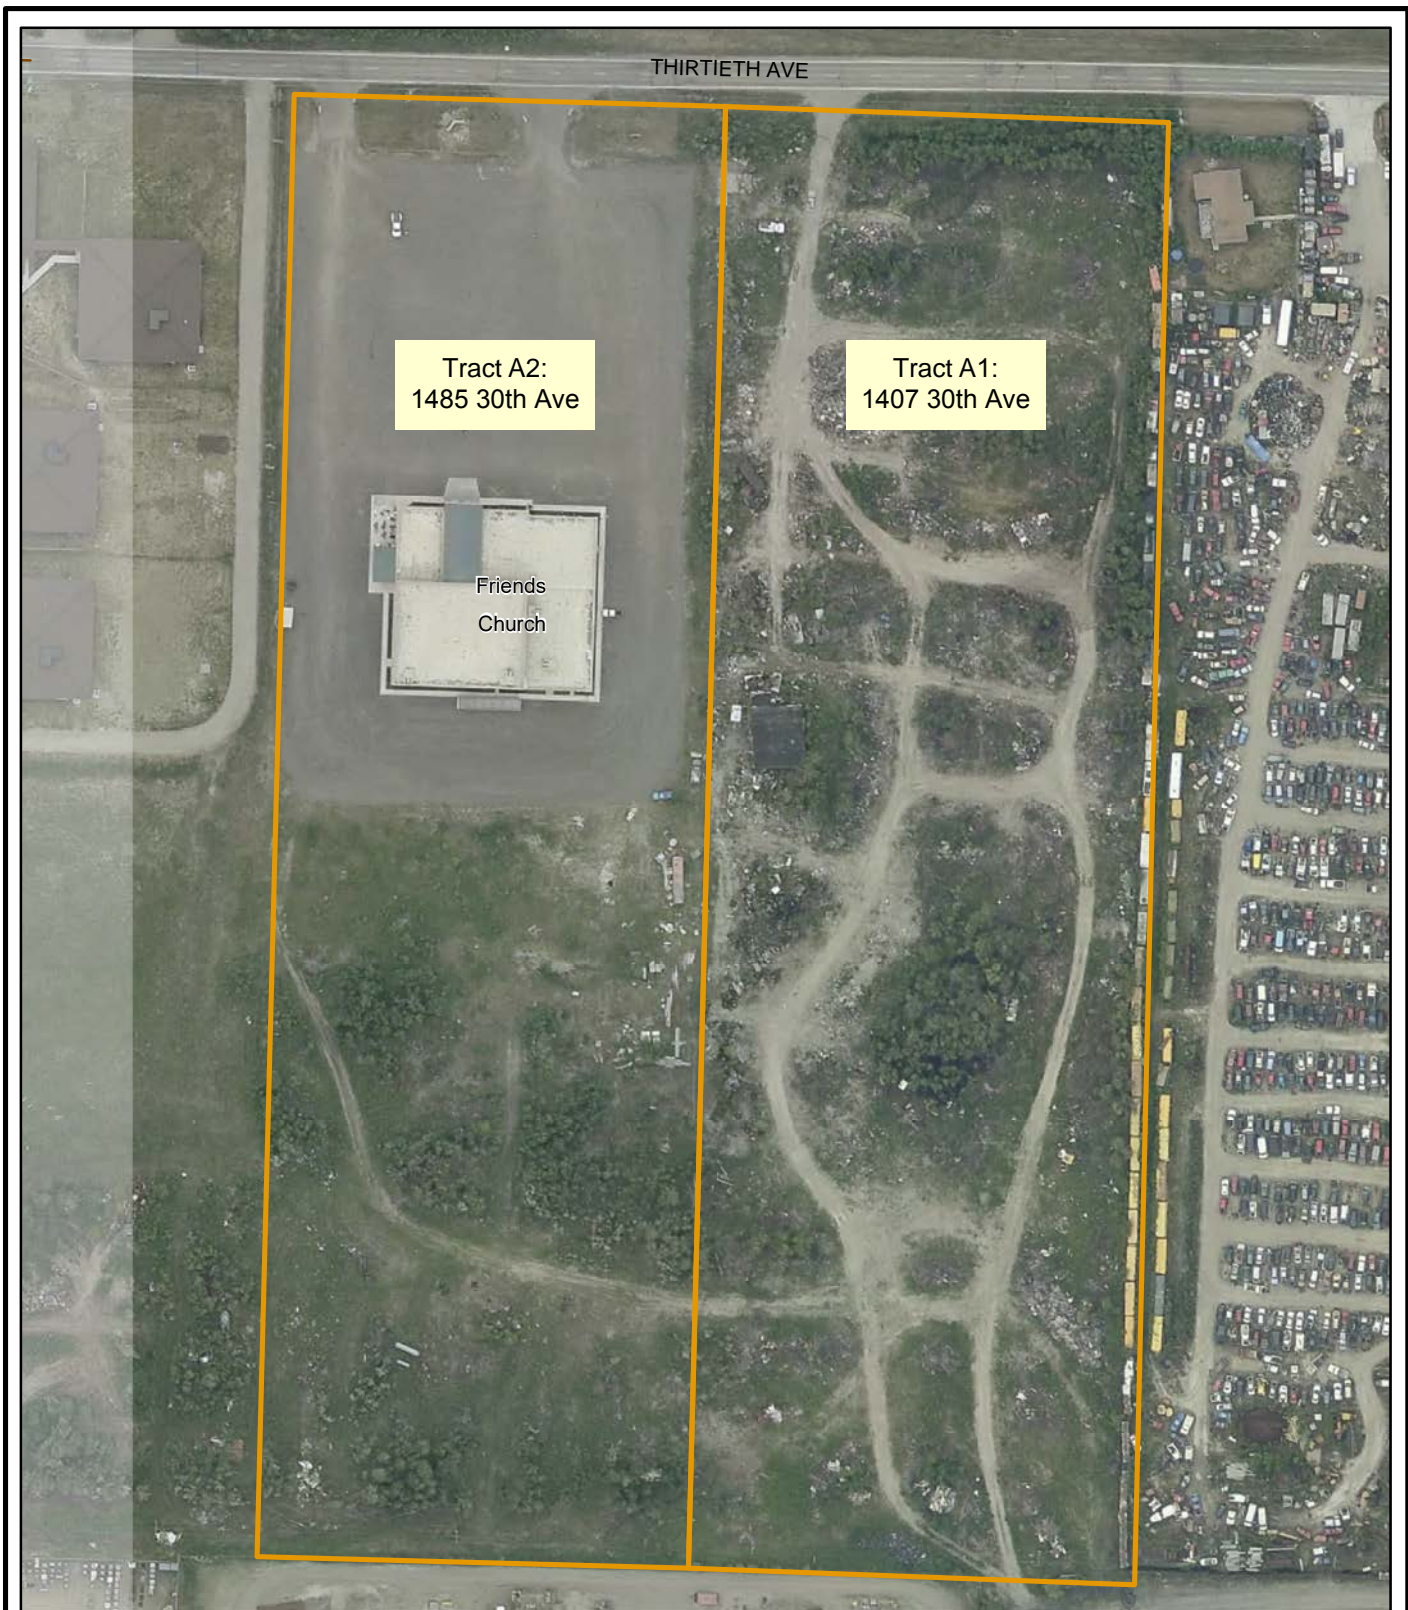 THIRTIETH AVE
Tract A2:
1485 30th Ave
Tract A1:
1407 30th Ave
Friends
Church